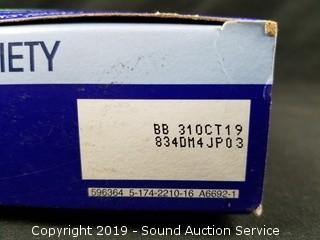 IETY
BB 31OCT19
834DM4JP03
596364 5-174-2210-16 A6692-1
Copyright 2019 - Sound Auction Service